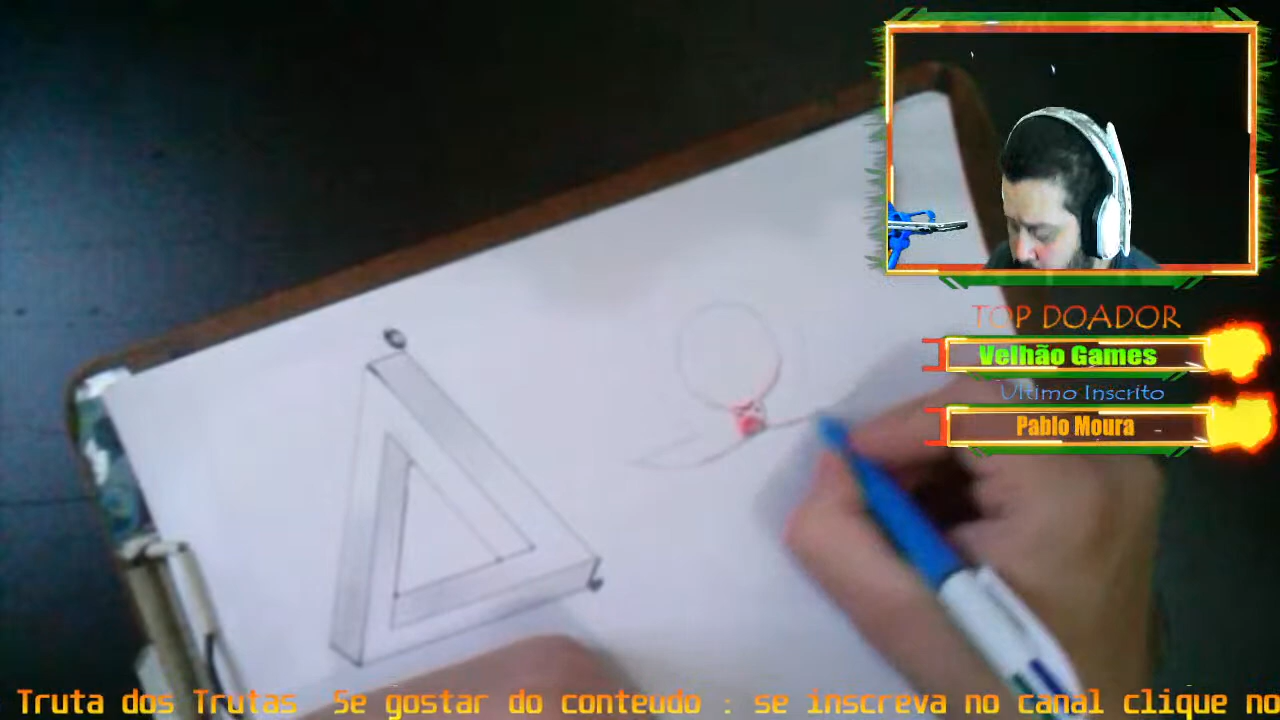 TOP DOADOR
Velhão Games
Ultimo Inscrito
Pablo Moura
Truta dos Trutas Se gostar do conteudo : se inscreva no canal clique no